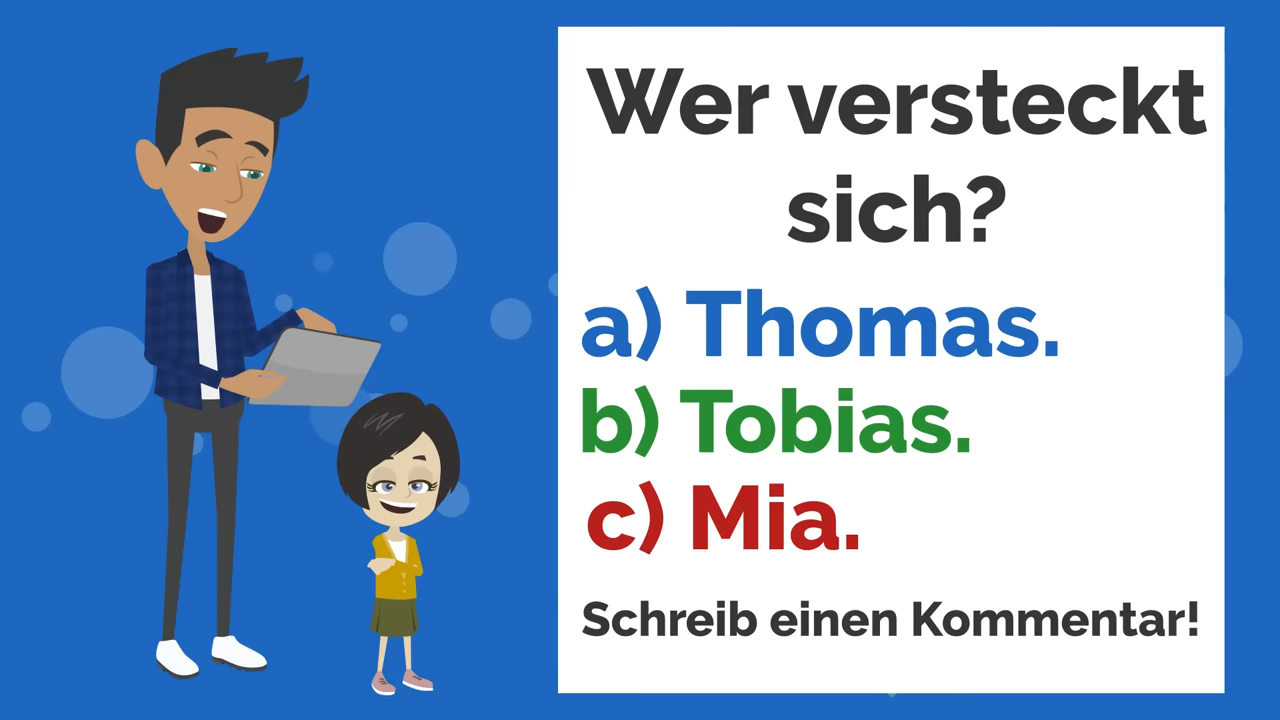 Wer versteckt
sich?
a) Thomas.
b) Tobias.
c) Mia.
Schreib einen Kommentar!